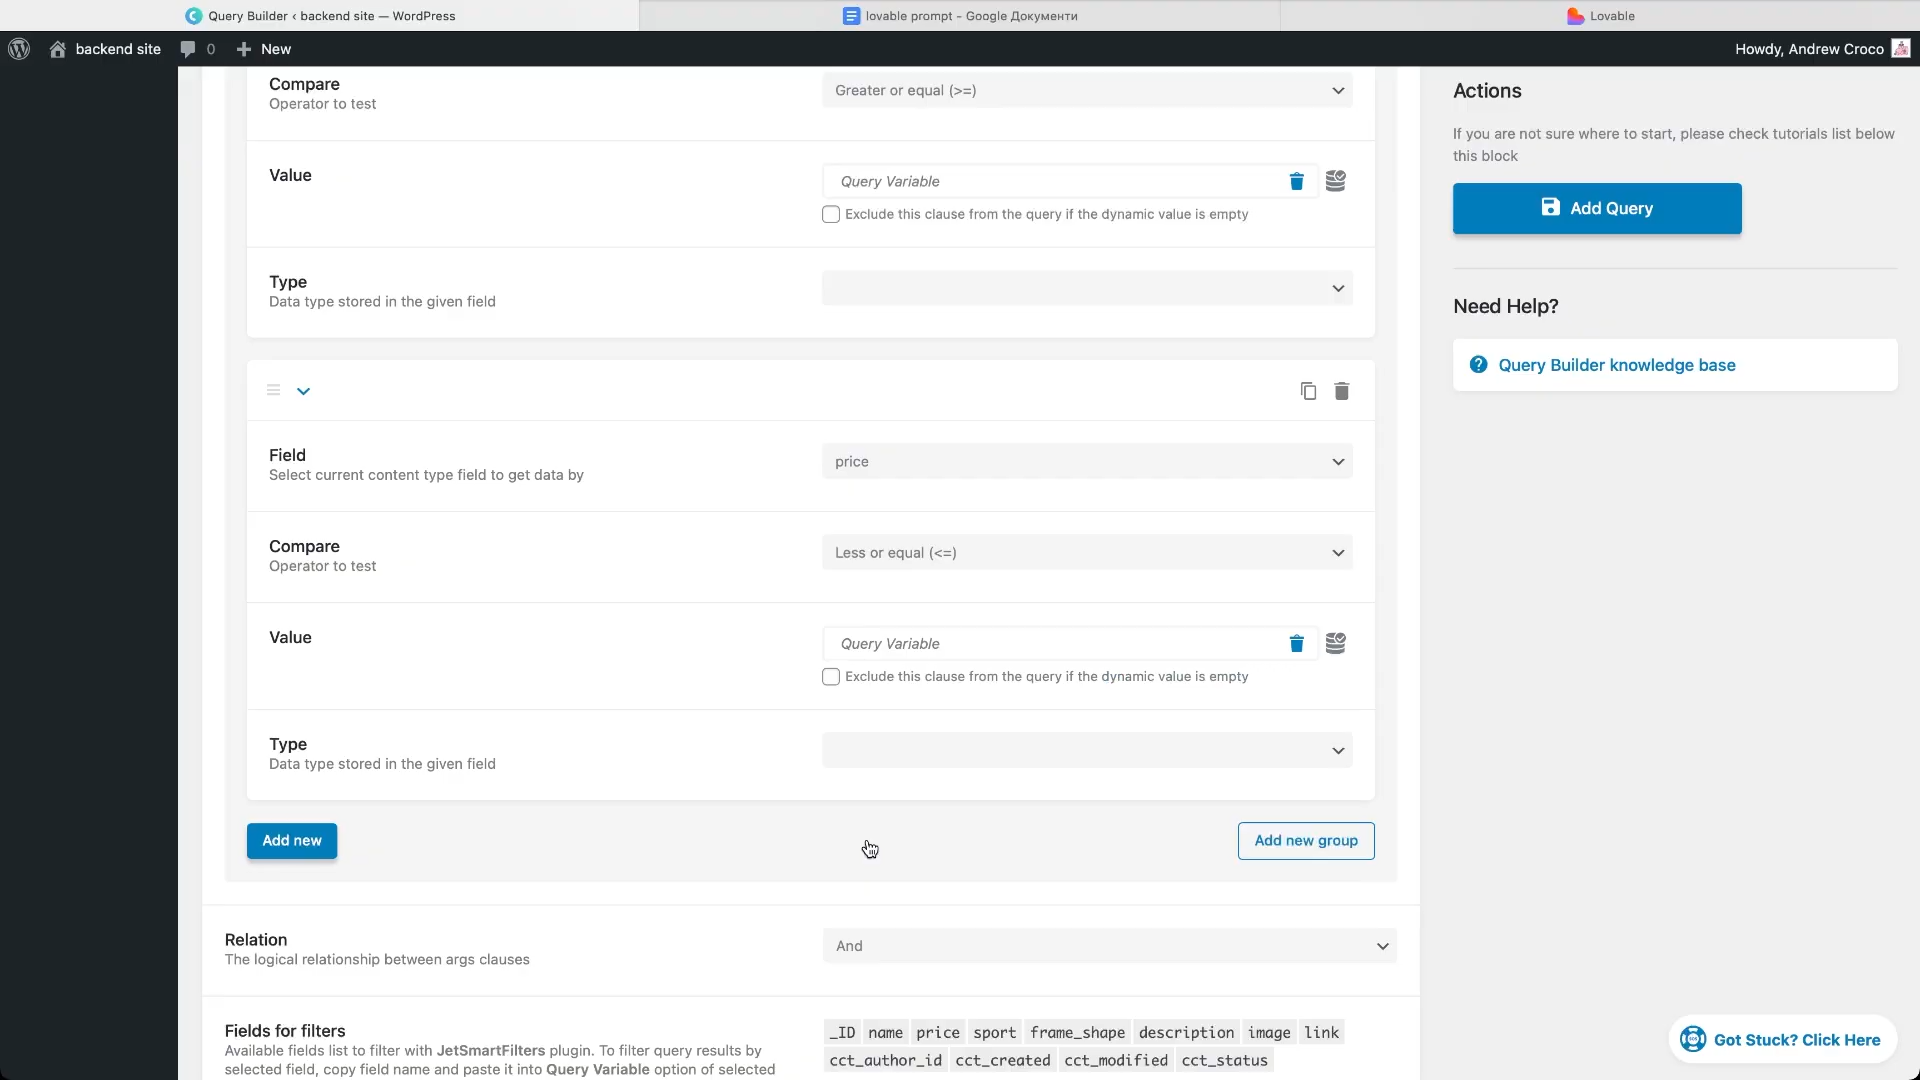 Query Builder ‹ backend site — WordPress
lovable prompt - Google Документи
Lovable
backend site
0
New
Howdy, Andrew Croco
Compare
Operator to test
Greater or equal (>=)
Value
Query Variable
Exclude this clause from the query if the dynamic value is empty
Type
Data type stored in the given field
Field
Select current content type field to get data by
price
Compare
Operator to test
Less or equal (<=)
Value
Query Variable
Exclude this clause from the query if the dynamic value is empty
Type
Data type stored in the given field
Add new
Add new group
Relation
The logical relationship between args clauses
And
Fields for filters
Available fields list to filter with JetSmartFilters plugin. To filter query results by
selected field, copy field name and paste it into Query Variable option of selected
_ID name price sport frame_shape description image link
cct_author_id cct_created cct_modified cct_status
Actions
If you are not sure where to start, please check tutorials list below
this block
Add Query
Need Help?
Query Builder knowledge base
Got Stuck? Click Here